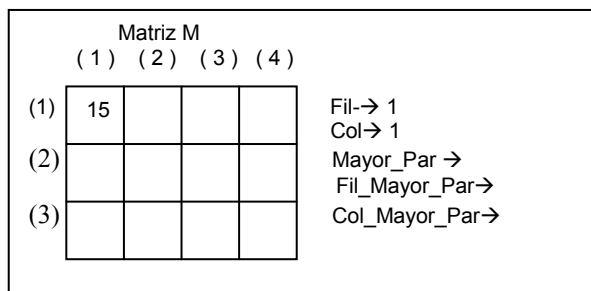 Matriz M
( 1 ) ( 2 ) ( 3 ) ( 4 )
(1) 15 Fil-→ 1
Col→ 1
(2) Mayor_Par →
Fil_Mayor_Par→
(3) Col_Mayor_Par→